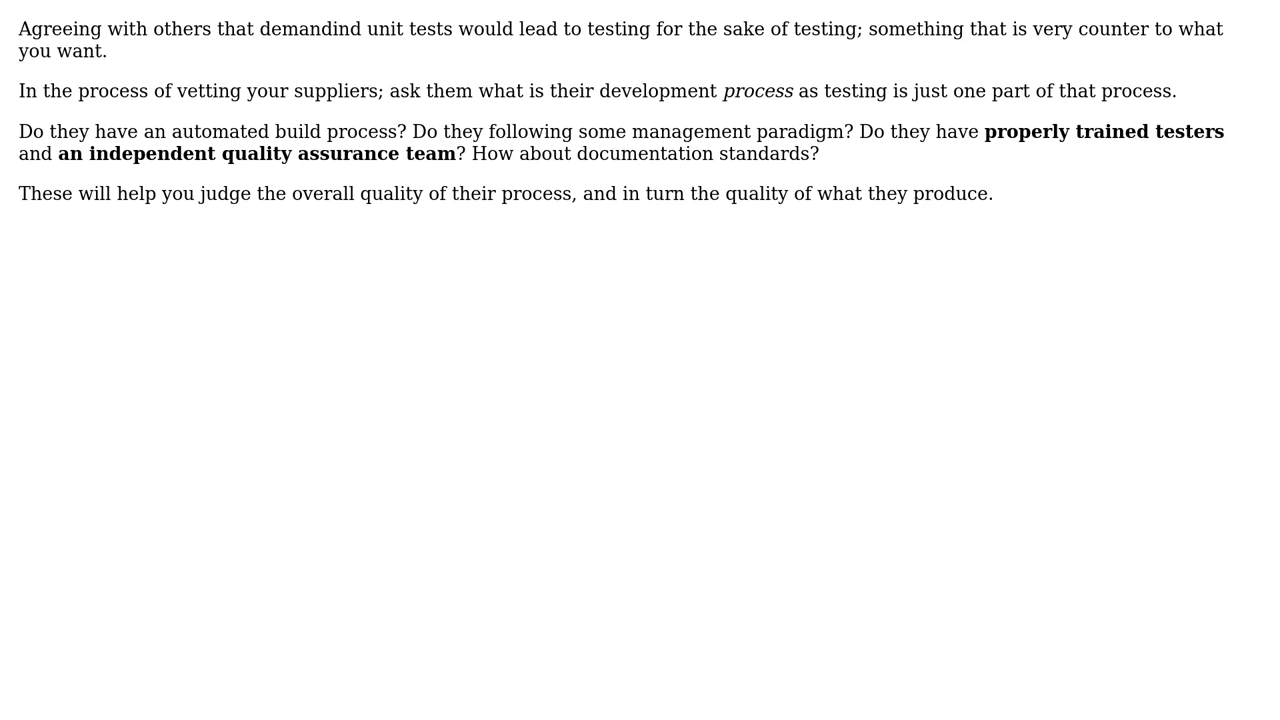 Agreeing with others that demandind unit tests would lead to testing for the sake of testing; something that is very counter to what
you want.
In the process of vetting your suppliers; ask them what is their development process as testing is just one part of that process.
Do they have an automated build process? Do they following some management paradigm? Do they have properly trained testers
and an independent quality assurance team? How about documentation standards?
These will help you judge the overall quality of their process, and in turn the quality of what they produce.